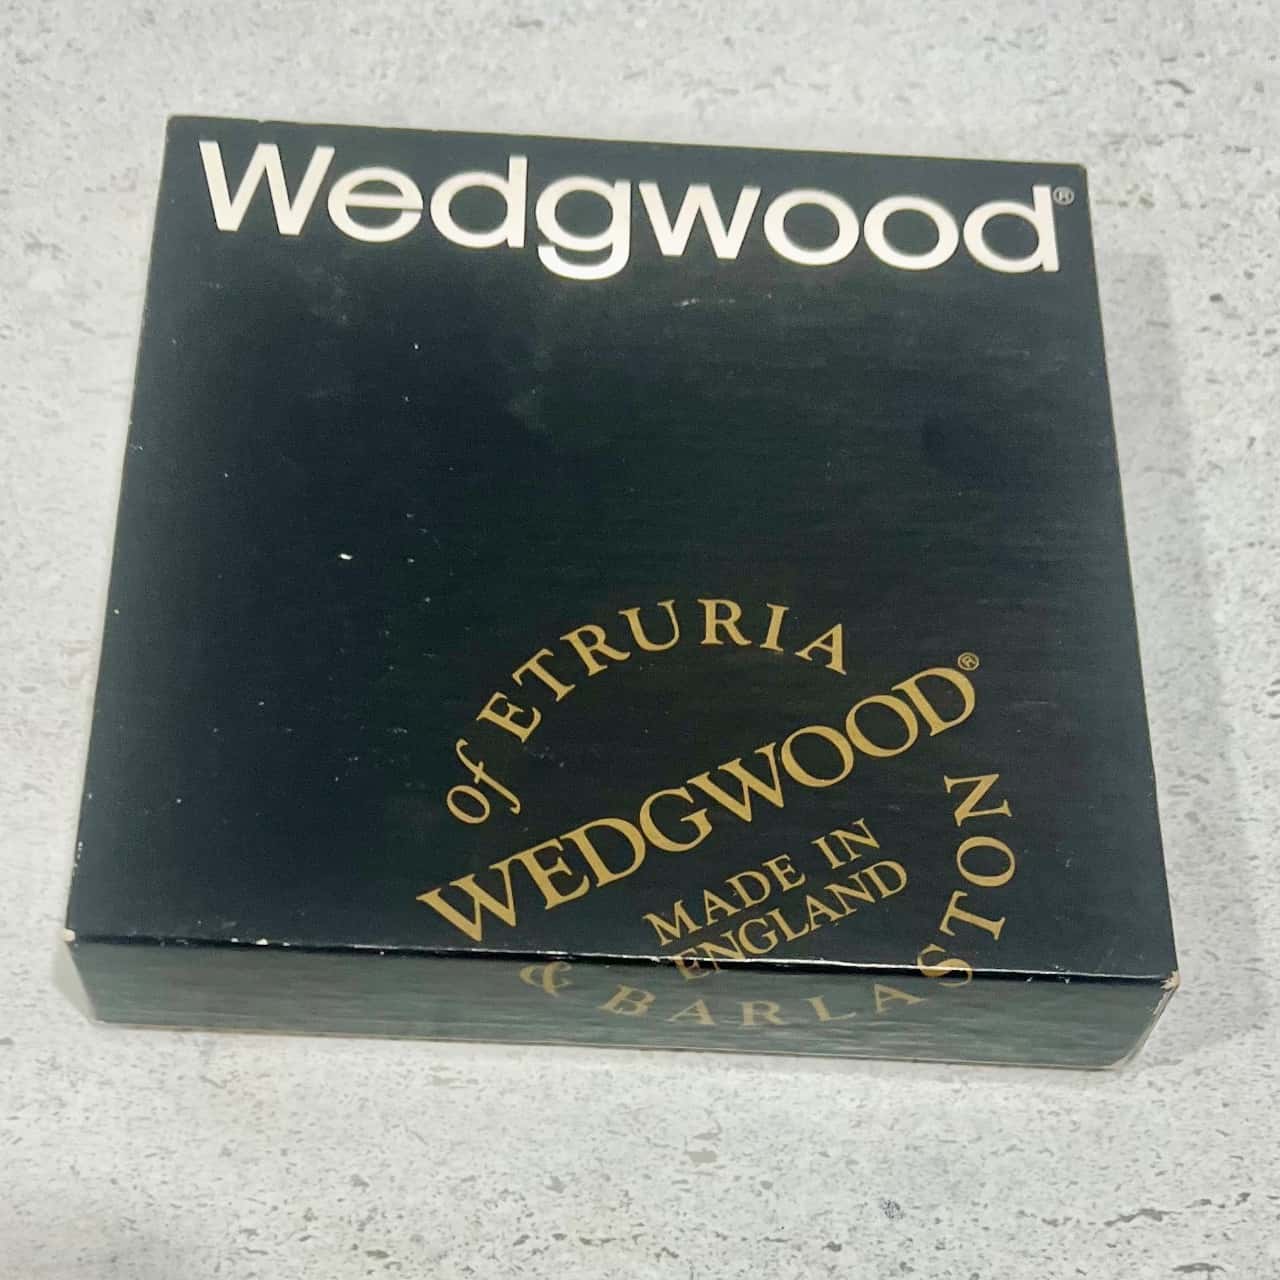 Wedgwood®
of ETRURIA
WEDGWOOD®
MADE IN
ENGLAND
& BARLASTON